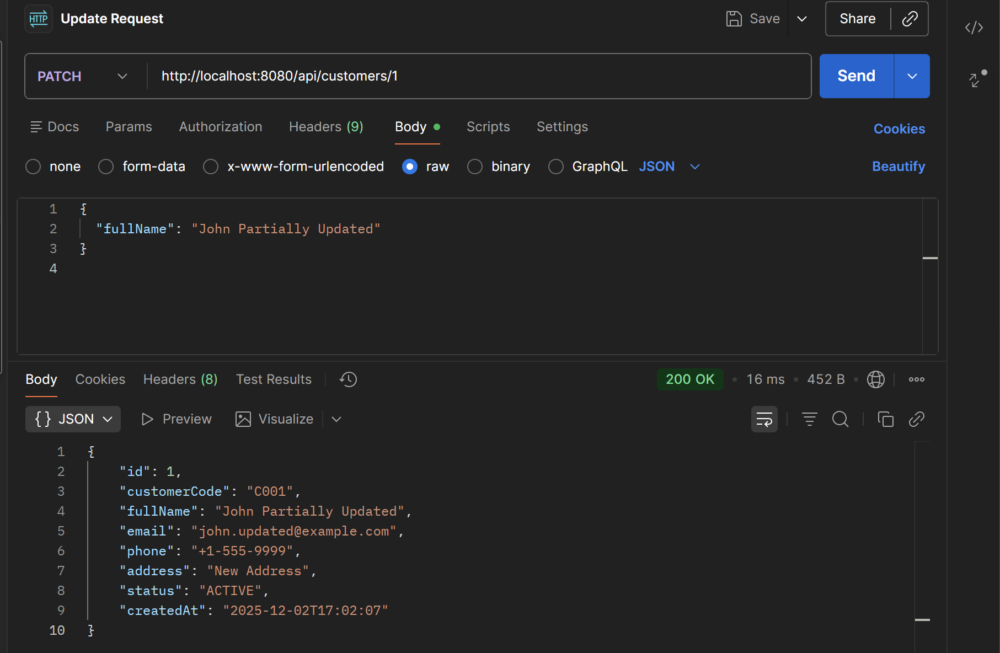 HTTP Update Request Save Share
PATCH http://localhost:8080/api/customers/1 Send
Docs Params Authorization Headers (9) Body Scripts Settings Cookies
none form-data x-www-form-urlencoded raw binary GraphQL JSON Beautify
1 {
2 "fullName": "John Partially Updated"
3 }
4
Body Cookies Headers (8) Test Results 200 OK • 16 ms • 452 B •
{} JSON Preview Visualize
1 {
2 "id": 1,
3 "customerCode": "C001",
4 "fullName": "John Partially Updated",
5 "email": "john.updated@example.com",
6 "phone": "+1-555-9999",
7 "address": "New Address",
8 "status": "ACTIVE",
9 "createdAt": "2025-12-02T17:02:07"
10 }